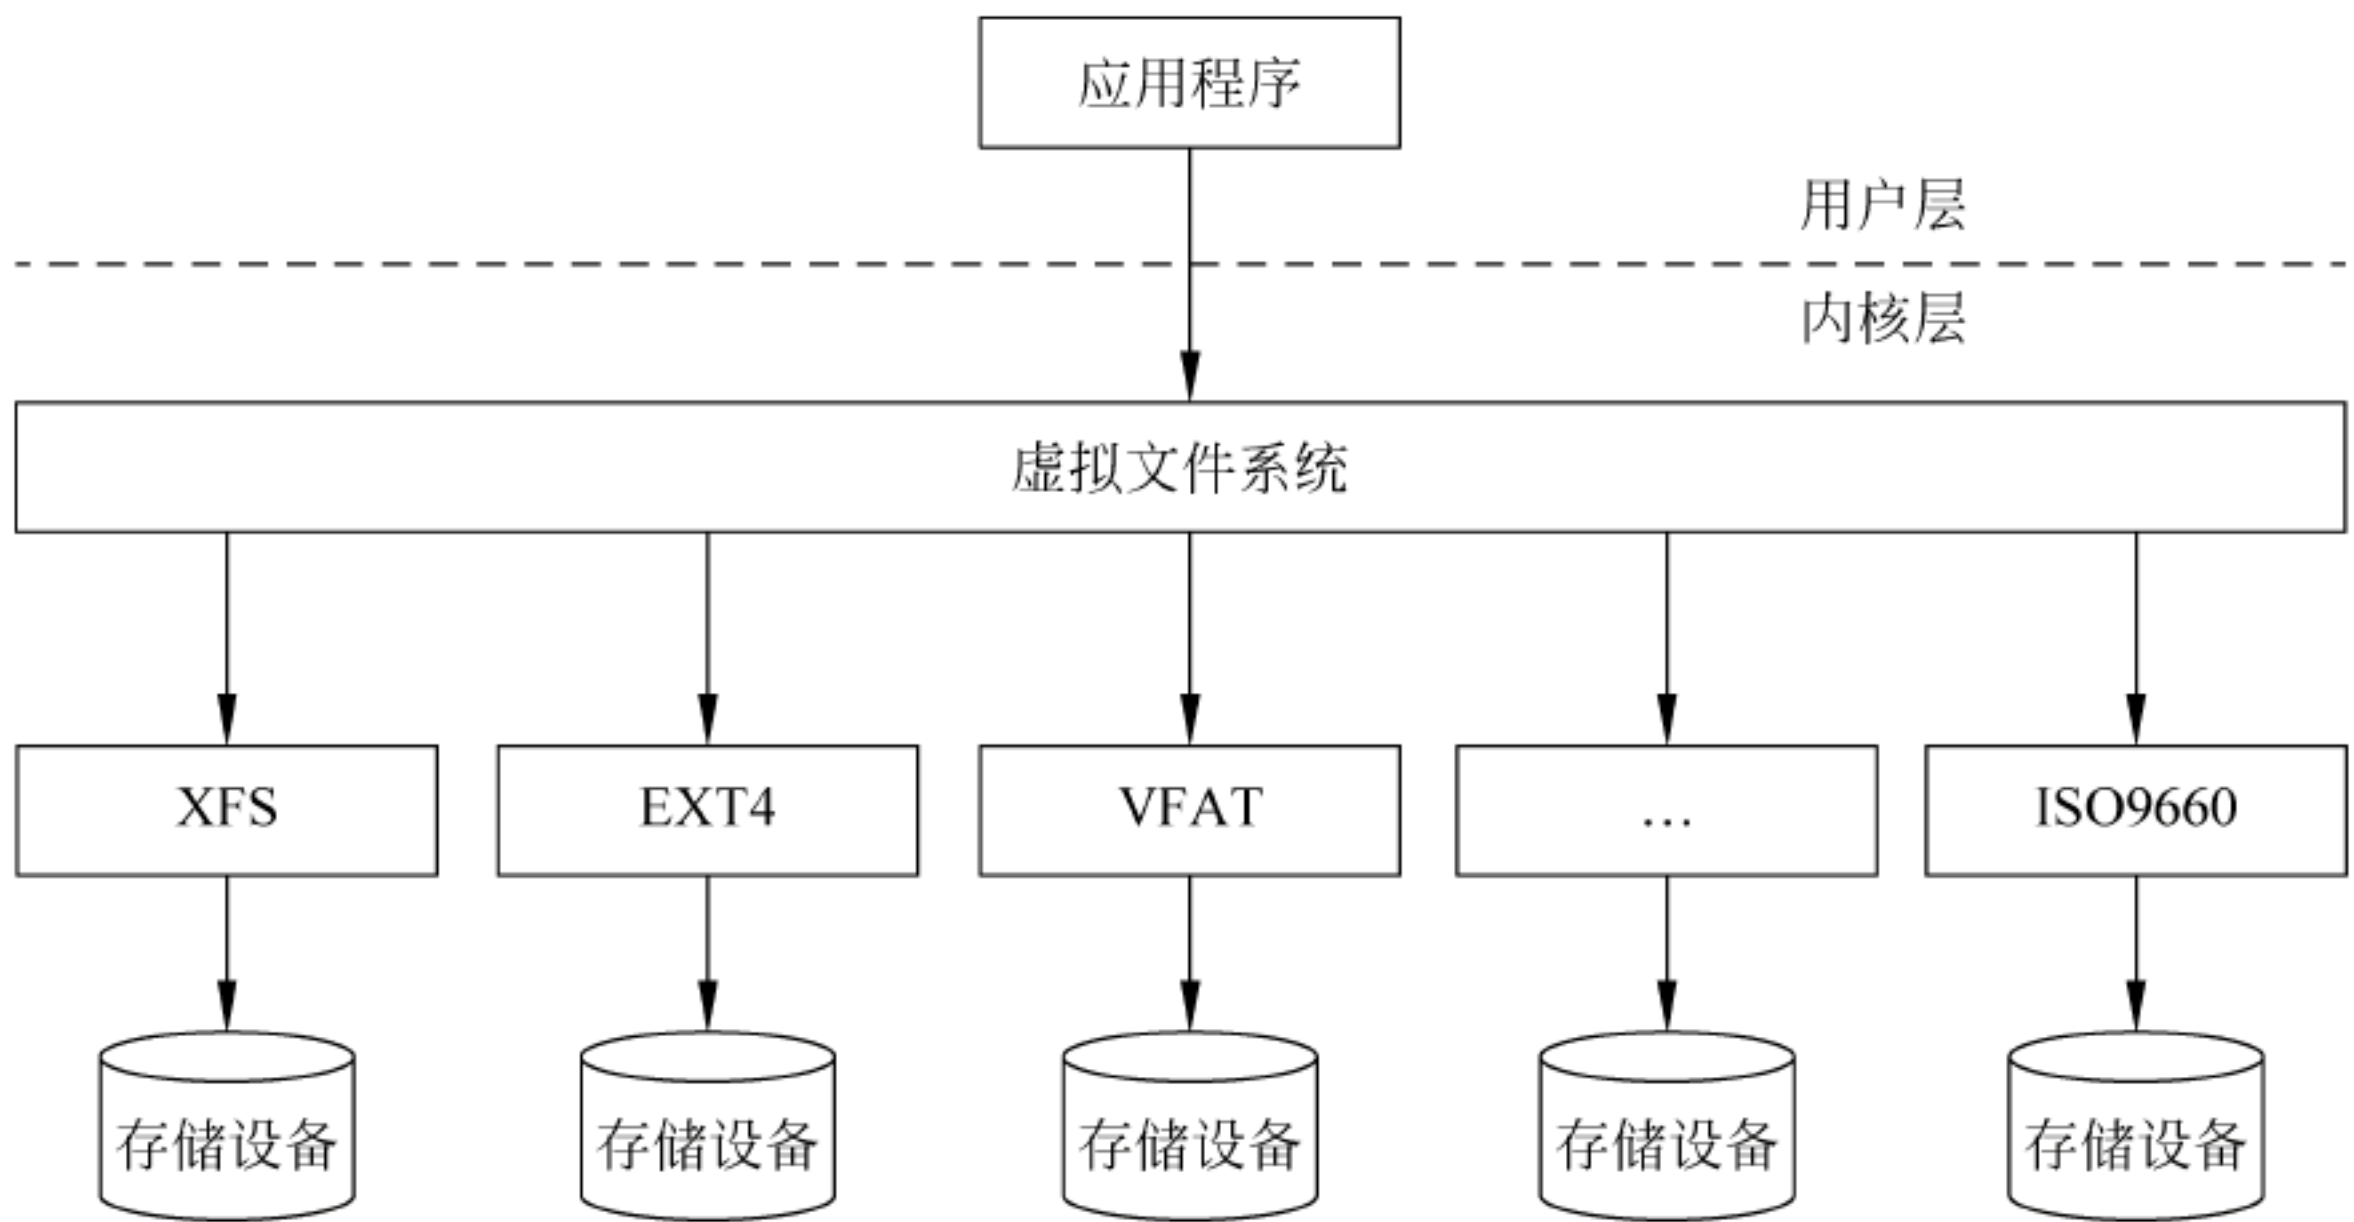 应用程序
用户层
内核层
虚拟文件系统
XFS
EXT4
VFAT
…
ISO9660
存储设备
存储设备
存储设备
存储设备
存储设备